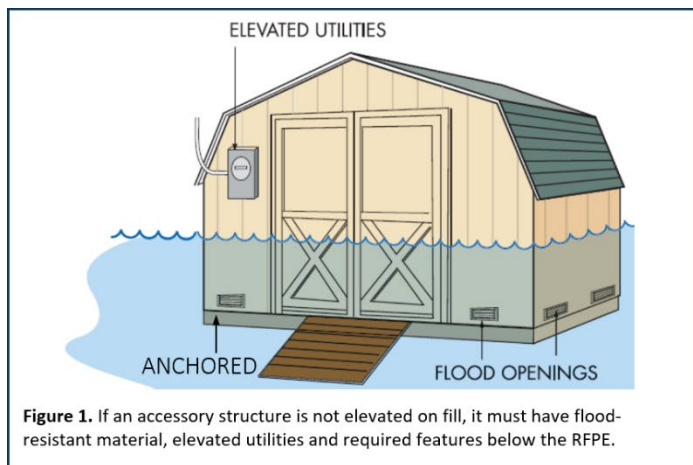 ELEVATED UTILITIES
ANCHORED
FLOOD OPENINGS
Figure 1. If an accessory structure is not elevated on fill, it must have flood-
resistant material, elevated utilities and required features below the RFPE.